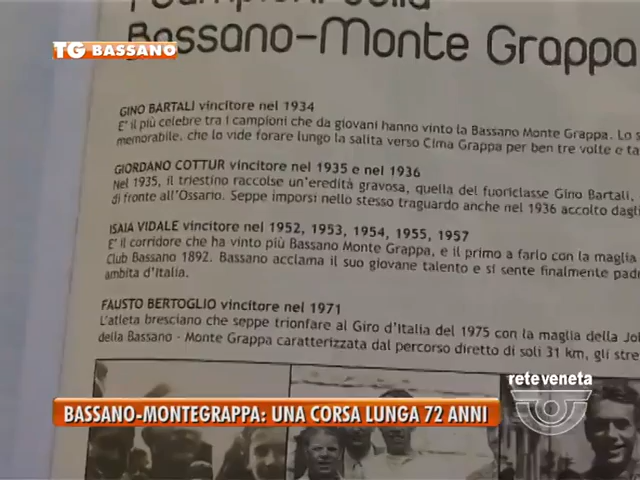 Bassano-Monte Grappa
TG BASSANO
GINO BARTALI vincitore nel 1934
E' il più celebre tra i campioni che da giovani hanno vinto la Bassano Monte Grappa. Lo
memorabile, che lo vide forare lungo la salita verso Cima Grappa per ben tre volte e
GIORDANO COTTUR vincitore nel 1935 e nel 1936
Nel 1935, il triestino raccolse un'eredità gravosa, quella del fuoriclasse Gino Bartali,
di fronte all'Ossario. Seppe imporsi nello stesso traguardo anche nel 1936 accolto
ISAIA VIDALE vincitore nel 1952, 1953, 1954, 1955, 1957
E' il corridore che ha vinto più Bassano Monte Grappa, e il primo a farlo con la maglia
Club Bassano 1892. Bassano acclama il suo giovane talento e si sente finalmente
ambita d'Italia.
FAUSTO BERTOGLIO vincitore nel 1971
L'atleta bresciano che seppe trionfare al Giro d'Italia del 1975 con la maglia della
della Bassano - Monte Grappa caratterizzata dal percorso diretto di soli 31 km, gli
reteveneta
BASSANO-MONTEGRAPPA: UNA CORSA LUNGA 72 ANNI